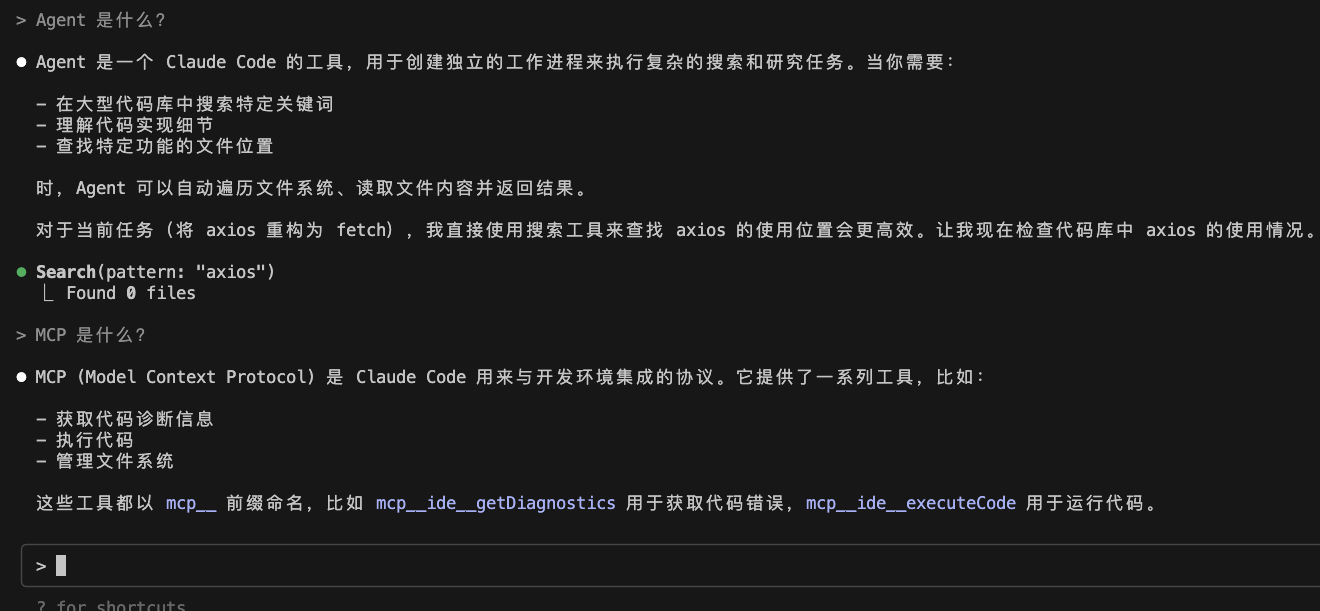 > Agent 是什么?
● Agent 是一个 Claude Code 的工具，用于创建独立的工作进程来执行复杂的搜索和研究任务。当你需要：
- 在大型代码库中搜索特定关键词
- 理解代码实现细节
- 查找特定功能的文件位置
时，Agent 可以自动遍历文件系统、读取文件内容并返回结果。
对于当前任务（将 axios 重构为 fetch），我直接使用搜索工具来查找 axios 的使用位置会更高效。让我现在检查代码库中 axios 的使用情况。
● Search(pattern: "axios")
⎿ Found 0 files
> MCP 是什么?
● MCP (Model Context Protocol) 是 Claude Code 用来与开发环境集成的协议。它提供了一系列工具，比如：
- 获取代码诊断信息
- 执行代码
- 管理文件系统
这些工具都以 mcp__ 前缀命名，比如 mcp__ide__getDiagnostics 用于获取代码错误，mcp__ide__executeCode 用于运行代码。
>
? for shortcuts